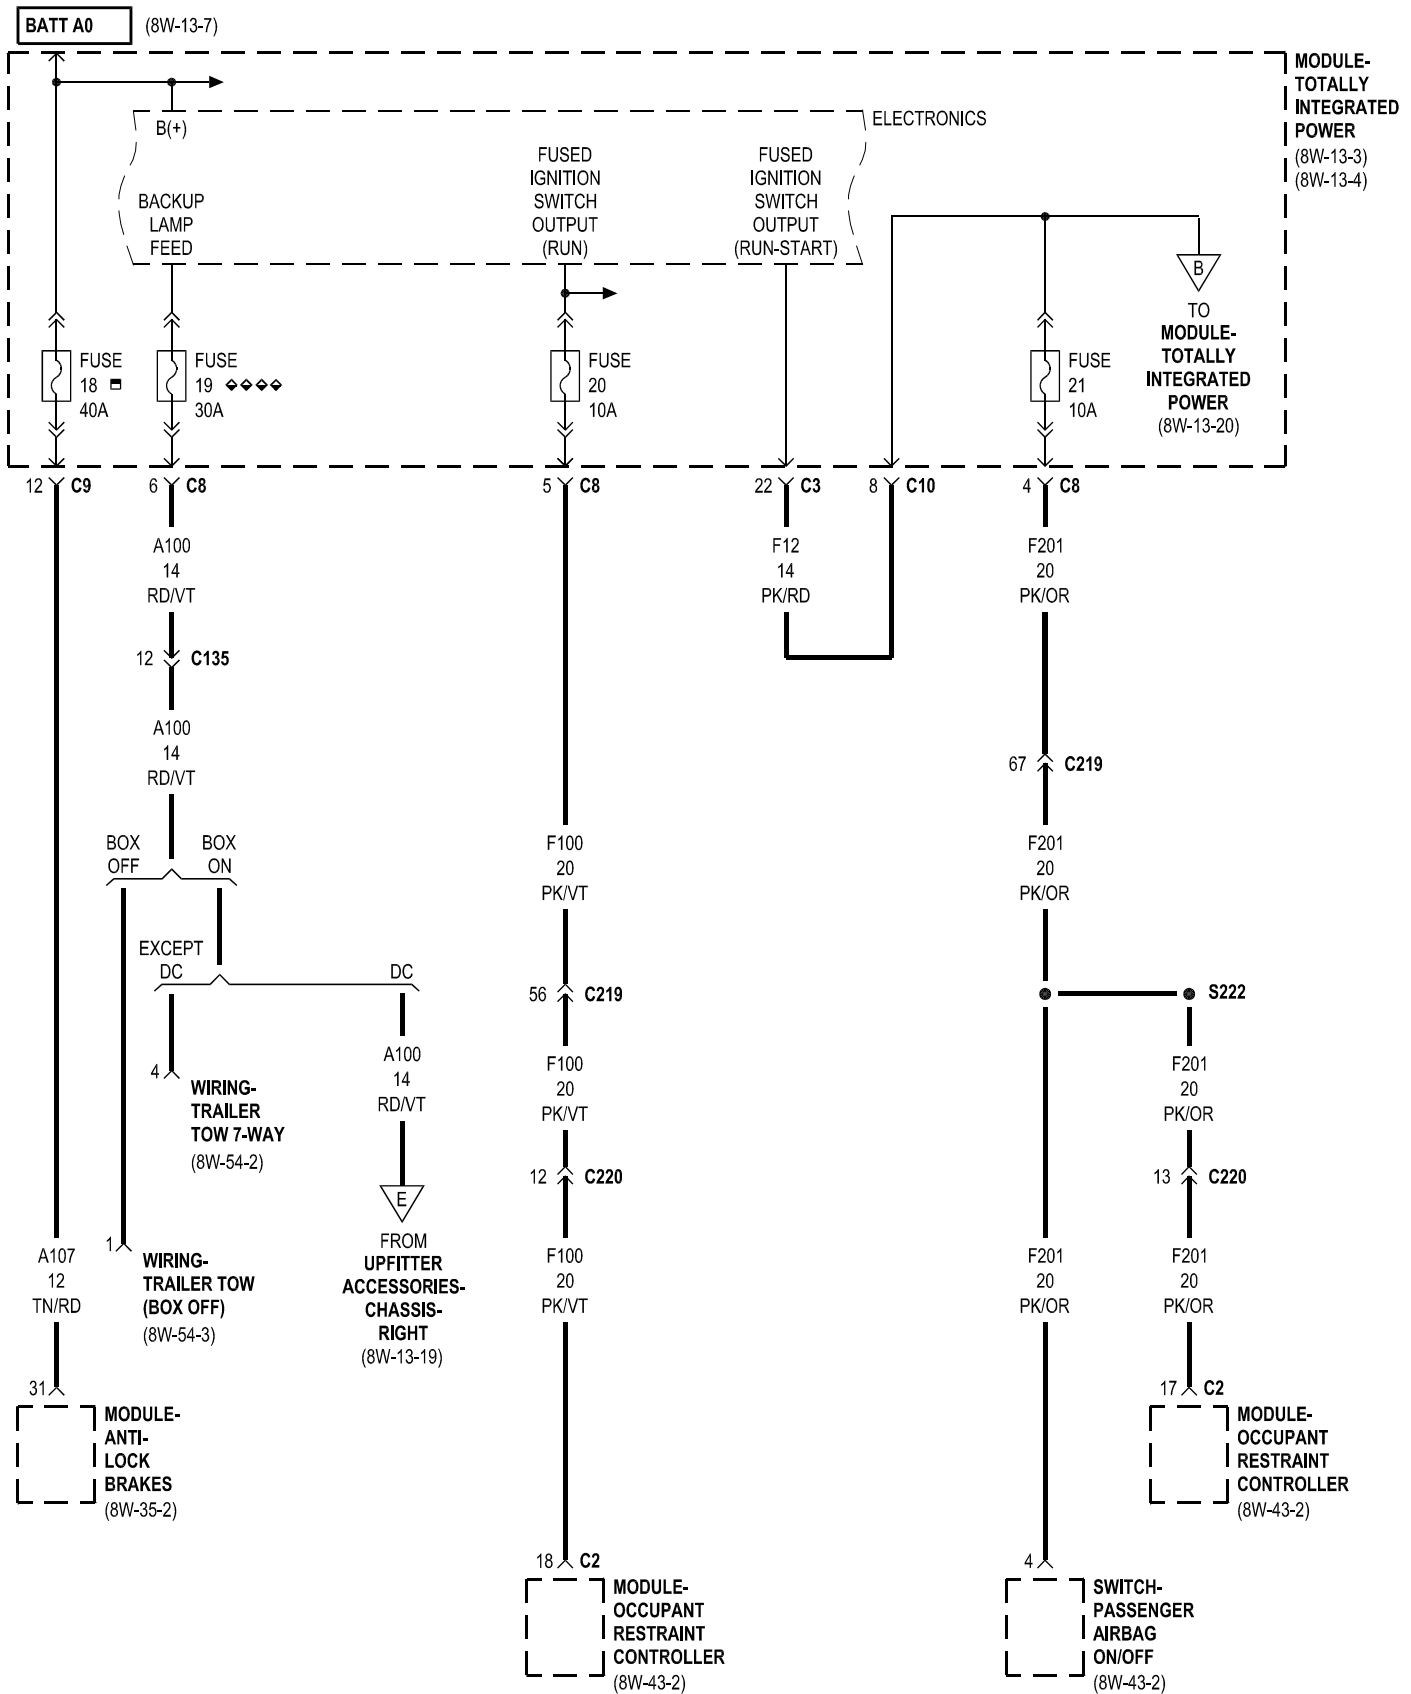 BATT A0 (8W-13-7)
MODULE-
TOTALLY
INTEGRATED
POWER
(8W-13-3)
(8W-13-4)
ELECTRONICS
B(+)
BACKUP
LAMP
FEED
FUSED
IGNITION
SWITCH
OUTPUT
(RUN)
FUSED
IGNITION
SWITCH
OUTPUT
(RUN-START)
B
TO
MODULE-
TOTALLY
INTEGRATED
POWER
(8W-13-20)
FUSE
18
40A
FUSE
19
30A
FUSE
20
10A
FUSE
21
10A
12 C9
6 C8
5 C8
22 C3
8 C10
4 C8
A100
14
RD/VT
F12
14
PK/RD
F201
20
PK/OR
12 C135
A100
14
RD/VT
67 C219
BOX
OFF
BOX
ON
F100
20
PK/VT
F201
20
PK/OR
EXCEPT
DC
DC
56 C219
S222
A100
14
RD/VT
F100
20
PK/VT
F201
20
PK/OR
4
WIRING-
TRAILER
TOW 7-WAY
(8W-54-2)
12 C220
13 C220
E
FROM
UPFITTER
ACCESSORIES-
CHASSIS-
RIGHT
(8W-13-19)
1
WIRING-
TRAILER TOW
(BOX OFF)
(8W-54-3)
A107
12
TN/RD
F100
20
PK/VT
F201
20
PK/OR
F201
20
PK/OR
31
MODULE-
ANTI-
LOCK
BRAKES
(8W-35-2)
17 C2
MODULE-
OCCUPANT
RESTRAINT
CONTROLLER
(8W-43-2)
18 C2
MODULE-
OCCUPANT
RESTRAINT
CONTROLLER
(8W-43-2)
4
SWITCH-
PASSENGER
AIRBAG
ON/OFF
(8W-43-2)